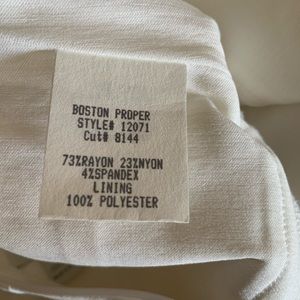 BOSTON PROPER
STYLE# 12071
Cut# 8144
73%RAYON 23%NYON
4%SPANDEX
LINING
100% POLYESTER